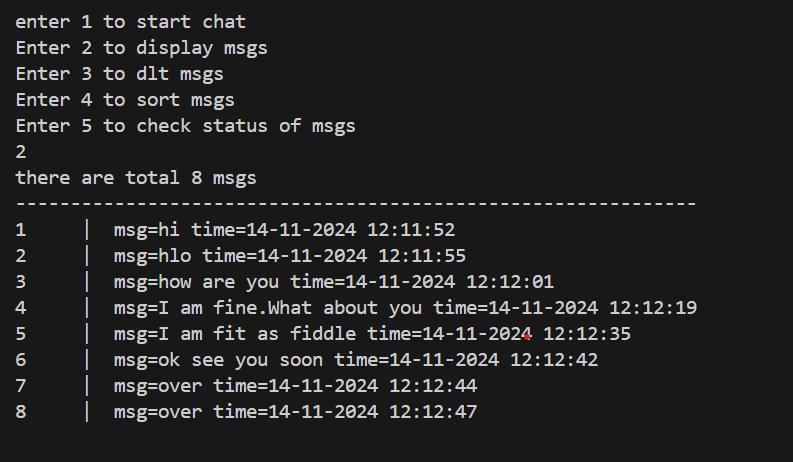 enter 1 to start chat
Enter 2 to display msgs
Enter 3 to dlt msgs
Enter 4 to sort msgs
Enter 5 to check status of msgs
2
there are total 8 msgs
--------------------------------------------------------------
1     |  msg=hi time=14-11-2024 12:11:52
2     |  msg=hlo time=14-11-2024 12:11:55
3     |  msg=how are you time=14-11-2024 12:12:01
4     |  msg=I am fine.What about you time=14-11-2024 12:12:19
5     |  msg=I am fit as fiddle time=14-11-2024 12:12:35
6     |  msg=ok see you soon time=14-11-2024 12:12:42
7     |  msg=over time=14-11-2024 12:12:44
8     |  msg=over time=14-11-2024 12:12:47